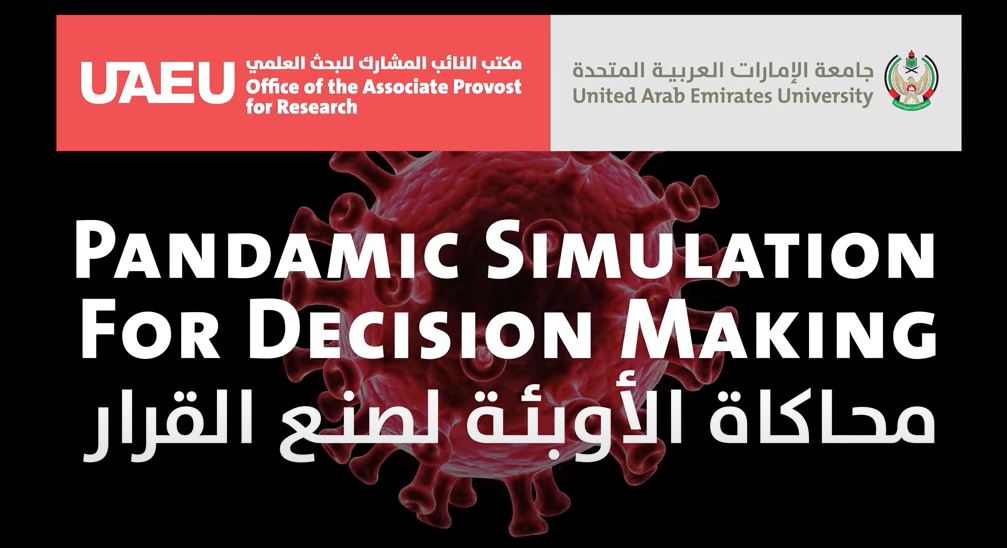 UAEU
مكتب النائب المشارك للبحث العلمي
Office of the Associate Provost
for Research
جامعة الإمارات العربية المتحدة
United Arab Emirates University
PANDAMIC SIMULATION
FOR DECISION MAKING
محاكاة الأوبئة لصنع القرار